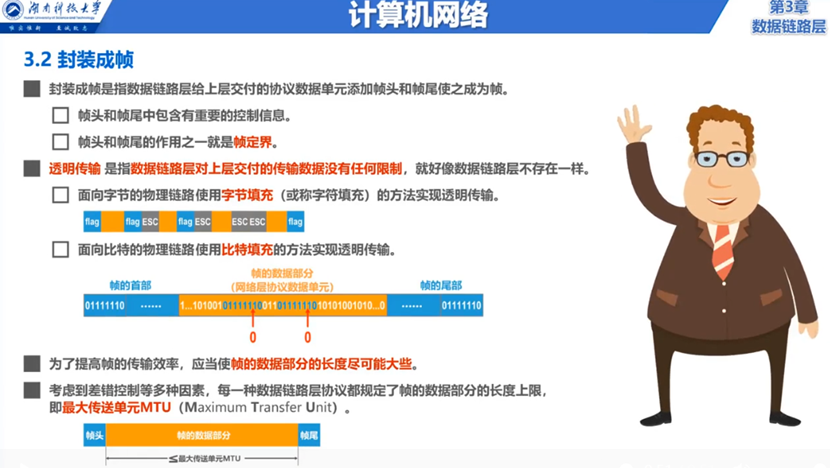 湖南科技大学
Hunan University of Science and Technology
唯实惟新 至诚致志
计算机网络
第3章
数据链路层
3.2 封装成帧
封装成帧是指数据链路层给上层交付的协议数据单元添加帧头和帧尾使之成为帧。
帧头和帧尾中包含有重要的控制信息。
帧头和帧尾的作用之一就是帧定界。
透明传输 是指数据链路层对上层交付的传输数据没有任何限制，就好像数据链路层不存在一样。
面向字节的物理链路使用字节填充（或称字符填充）的方法实现透明传输。
flag flag ESC flag ESC ESC ESC flag
面向比特的物理链路使用比特填充的方法实现透明传输。
帧的首部 帧的数据部分 帧的尾部
（网络层协议数据单元）
01111110 ······ 1...101001011111100110111111010101001010...0 ······ 01111110
0 0
为了提高帧的传输效率，应当使帧的数据部分的长度尽可能大些。
考虑到差错控制等多种因素，每一种数据链路层协议都规定了帧的数据部分的长度上限，
即最大传送单元MTU（Maximum Transfer Unit）。
帧头 帧的数据部分 帧尾
≤最大传送单元MTU